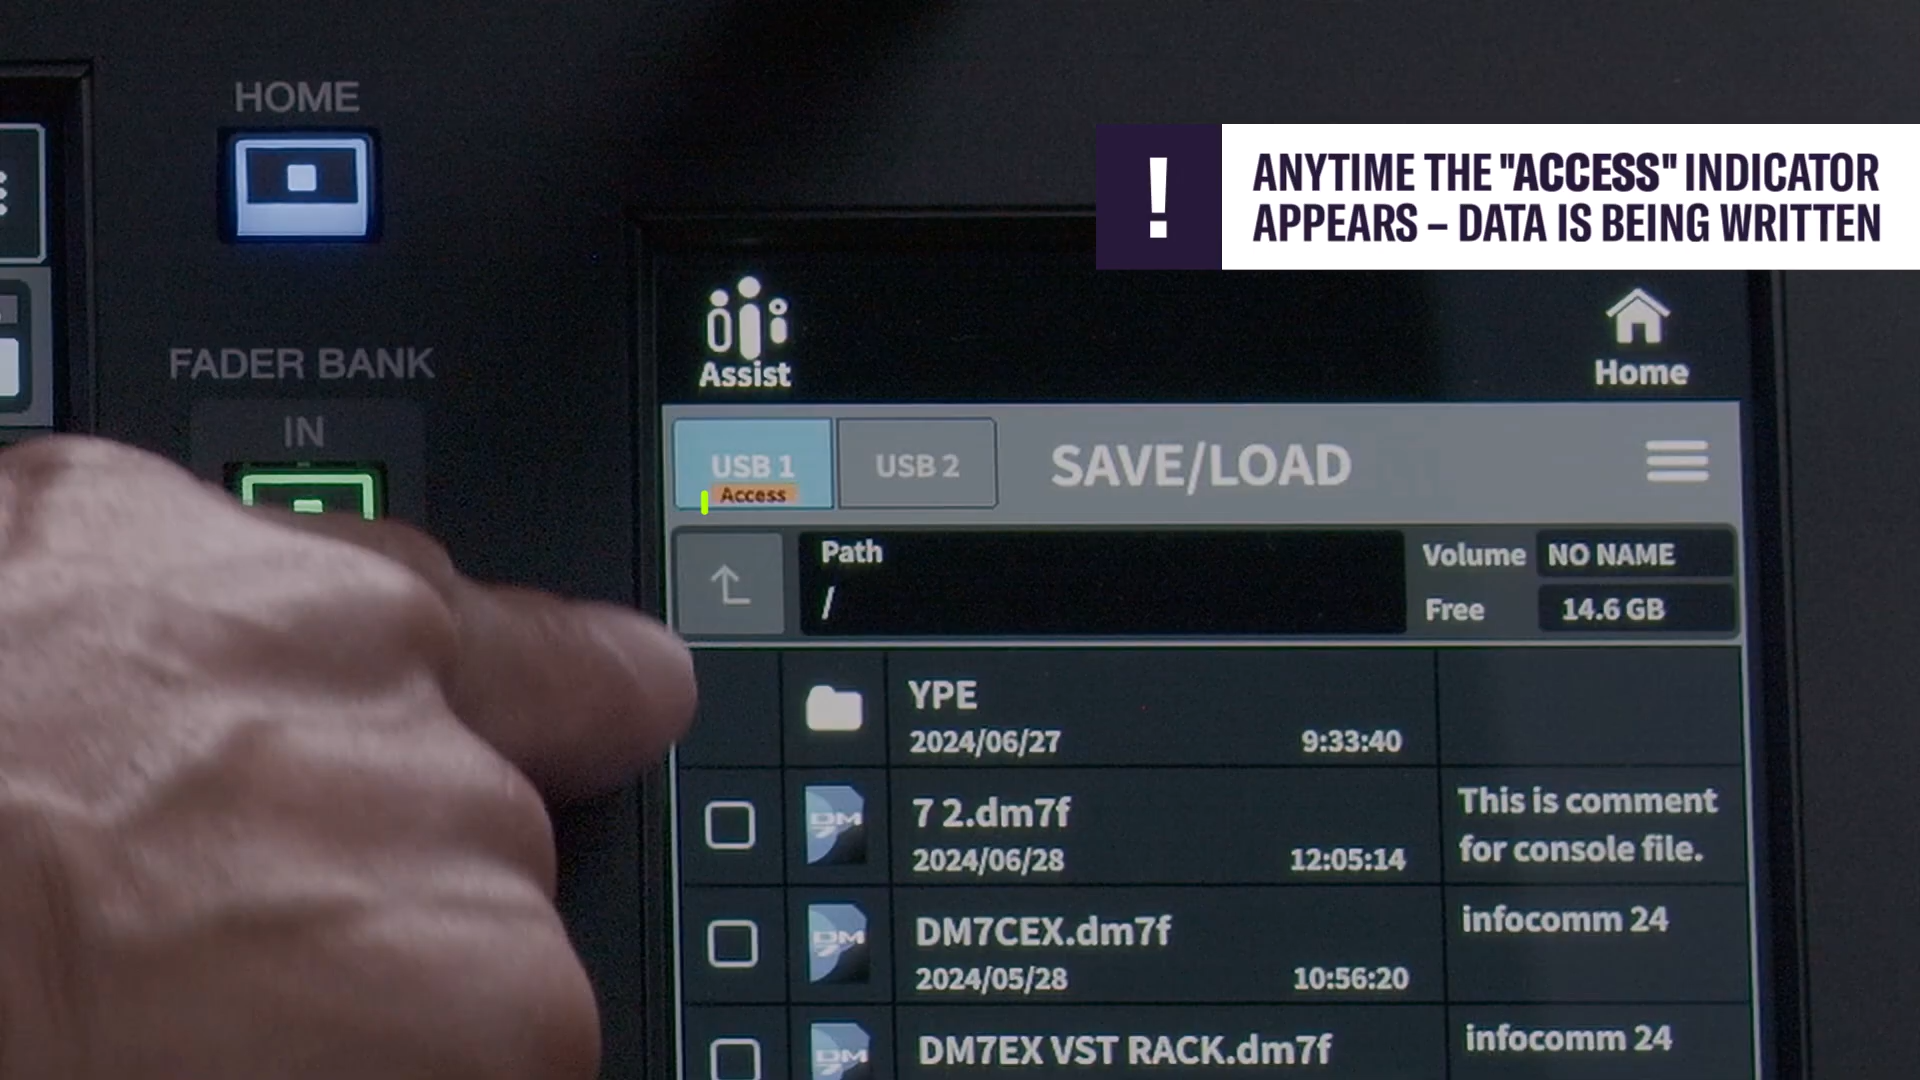 HOME
ANYTIME THE "ACCESS" INDICATOR
APPEARS – DATA IS BEING WRITTEN
FADER BANK
IN
Assist
Home
USB 1
Access
USB 2
SAVE/LOAD
Path
/
Volume NO NAME
Free 14.6 GB
YPE
2024/06/27 9:33:40
DM7
7 2.dm7f
2024/06/28 12:05:14
This is comment
for console file.
DM7
DM7CEX.dm7f
2024/05/28 10:56:20
infocomm 24
DM
DM7EX VST RACK.dm7f
infocomm 24